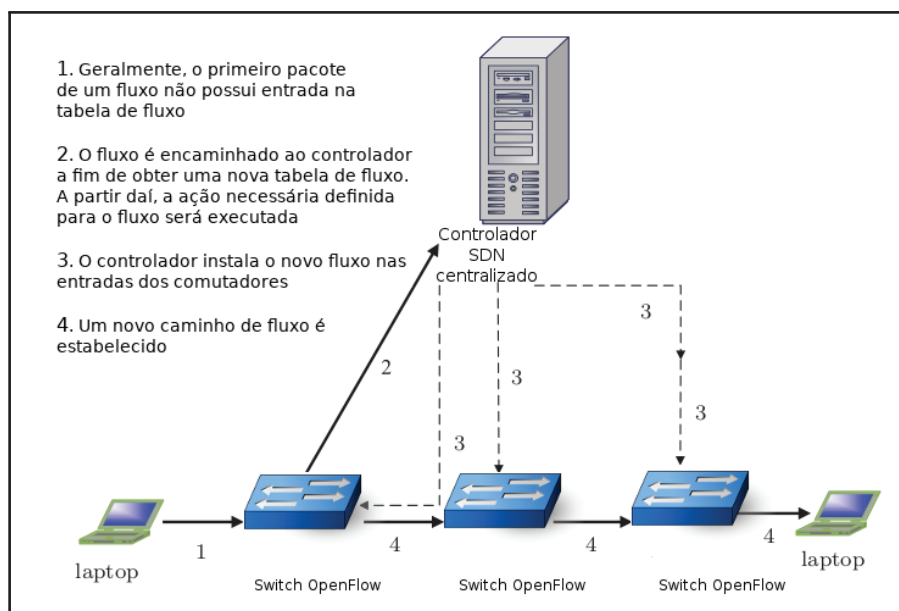 1. Geralmente, o primeiro pacote
de um fluxo não possui entrada na
tabela de fluxo
2. O fluxo é encaminhado ao controlador
a fim de obter uma nova tabela de fluxo.
A partir daí, a ação necessária definida
para o fluxo será executada
3. O controlador instala o novo fluxo nas
entradas dos comutadores
4. Um novo caminho de fluxo é
estabelecido
Controlador
SDN
centralizado
3
2
3
3
3
1
4
4
4
laptop
laptop
Switch OpenFlow
Switch OpenFlow
Switch OpenFlow